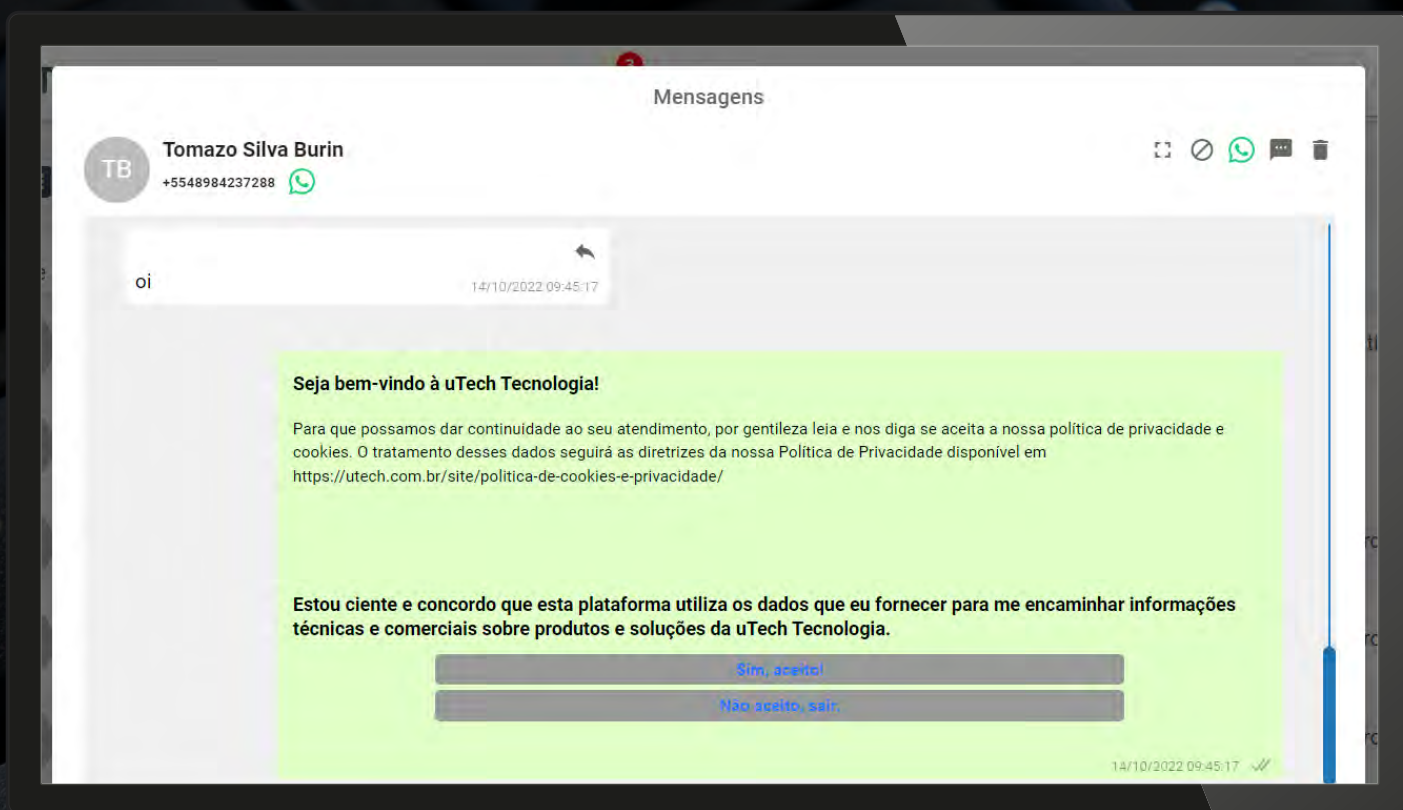 Mensagens
TB
Tomazo Silva Burin
+5548984237288
oi
14/10/2022 09:45:17
Seja bem-vindo à uTech Tecnologia!
Para que possamos dar continuidade ao seu atendimento, por gentileza leia e nos diga se aceita a nossa política de privacidade e
cookies. O tratamento desses dados seguirá as diretrizes da nossa Política de Privacidade disponível em
https://utech.com.br/site/politica-de-cookies-e-privacidade/
Estou ciente e concordo que esta plataforma utiliza os dados que eu fornecer para me encaminhar informações
técnicas e comerciais sobre produtos e soluções da uTech Tecnologia.
Sim, aceito!
Não aceito, sair.
14/10/2022 09:45:17